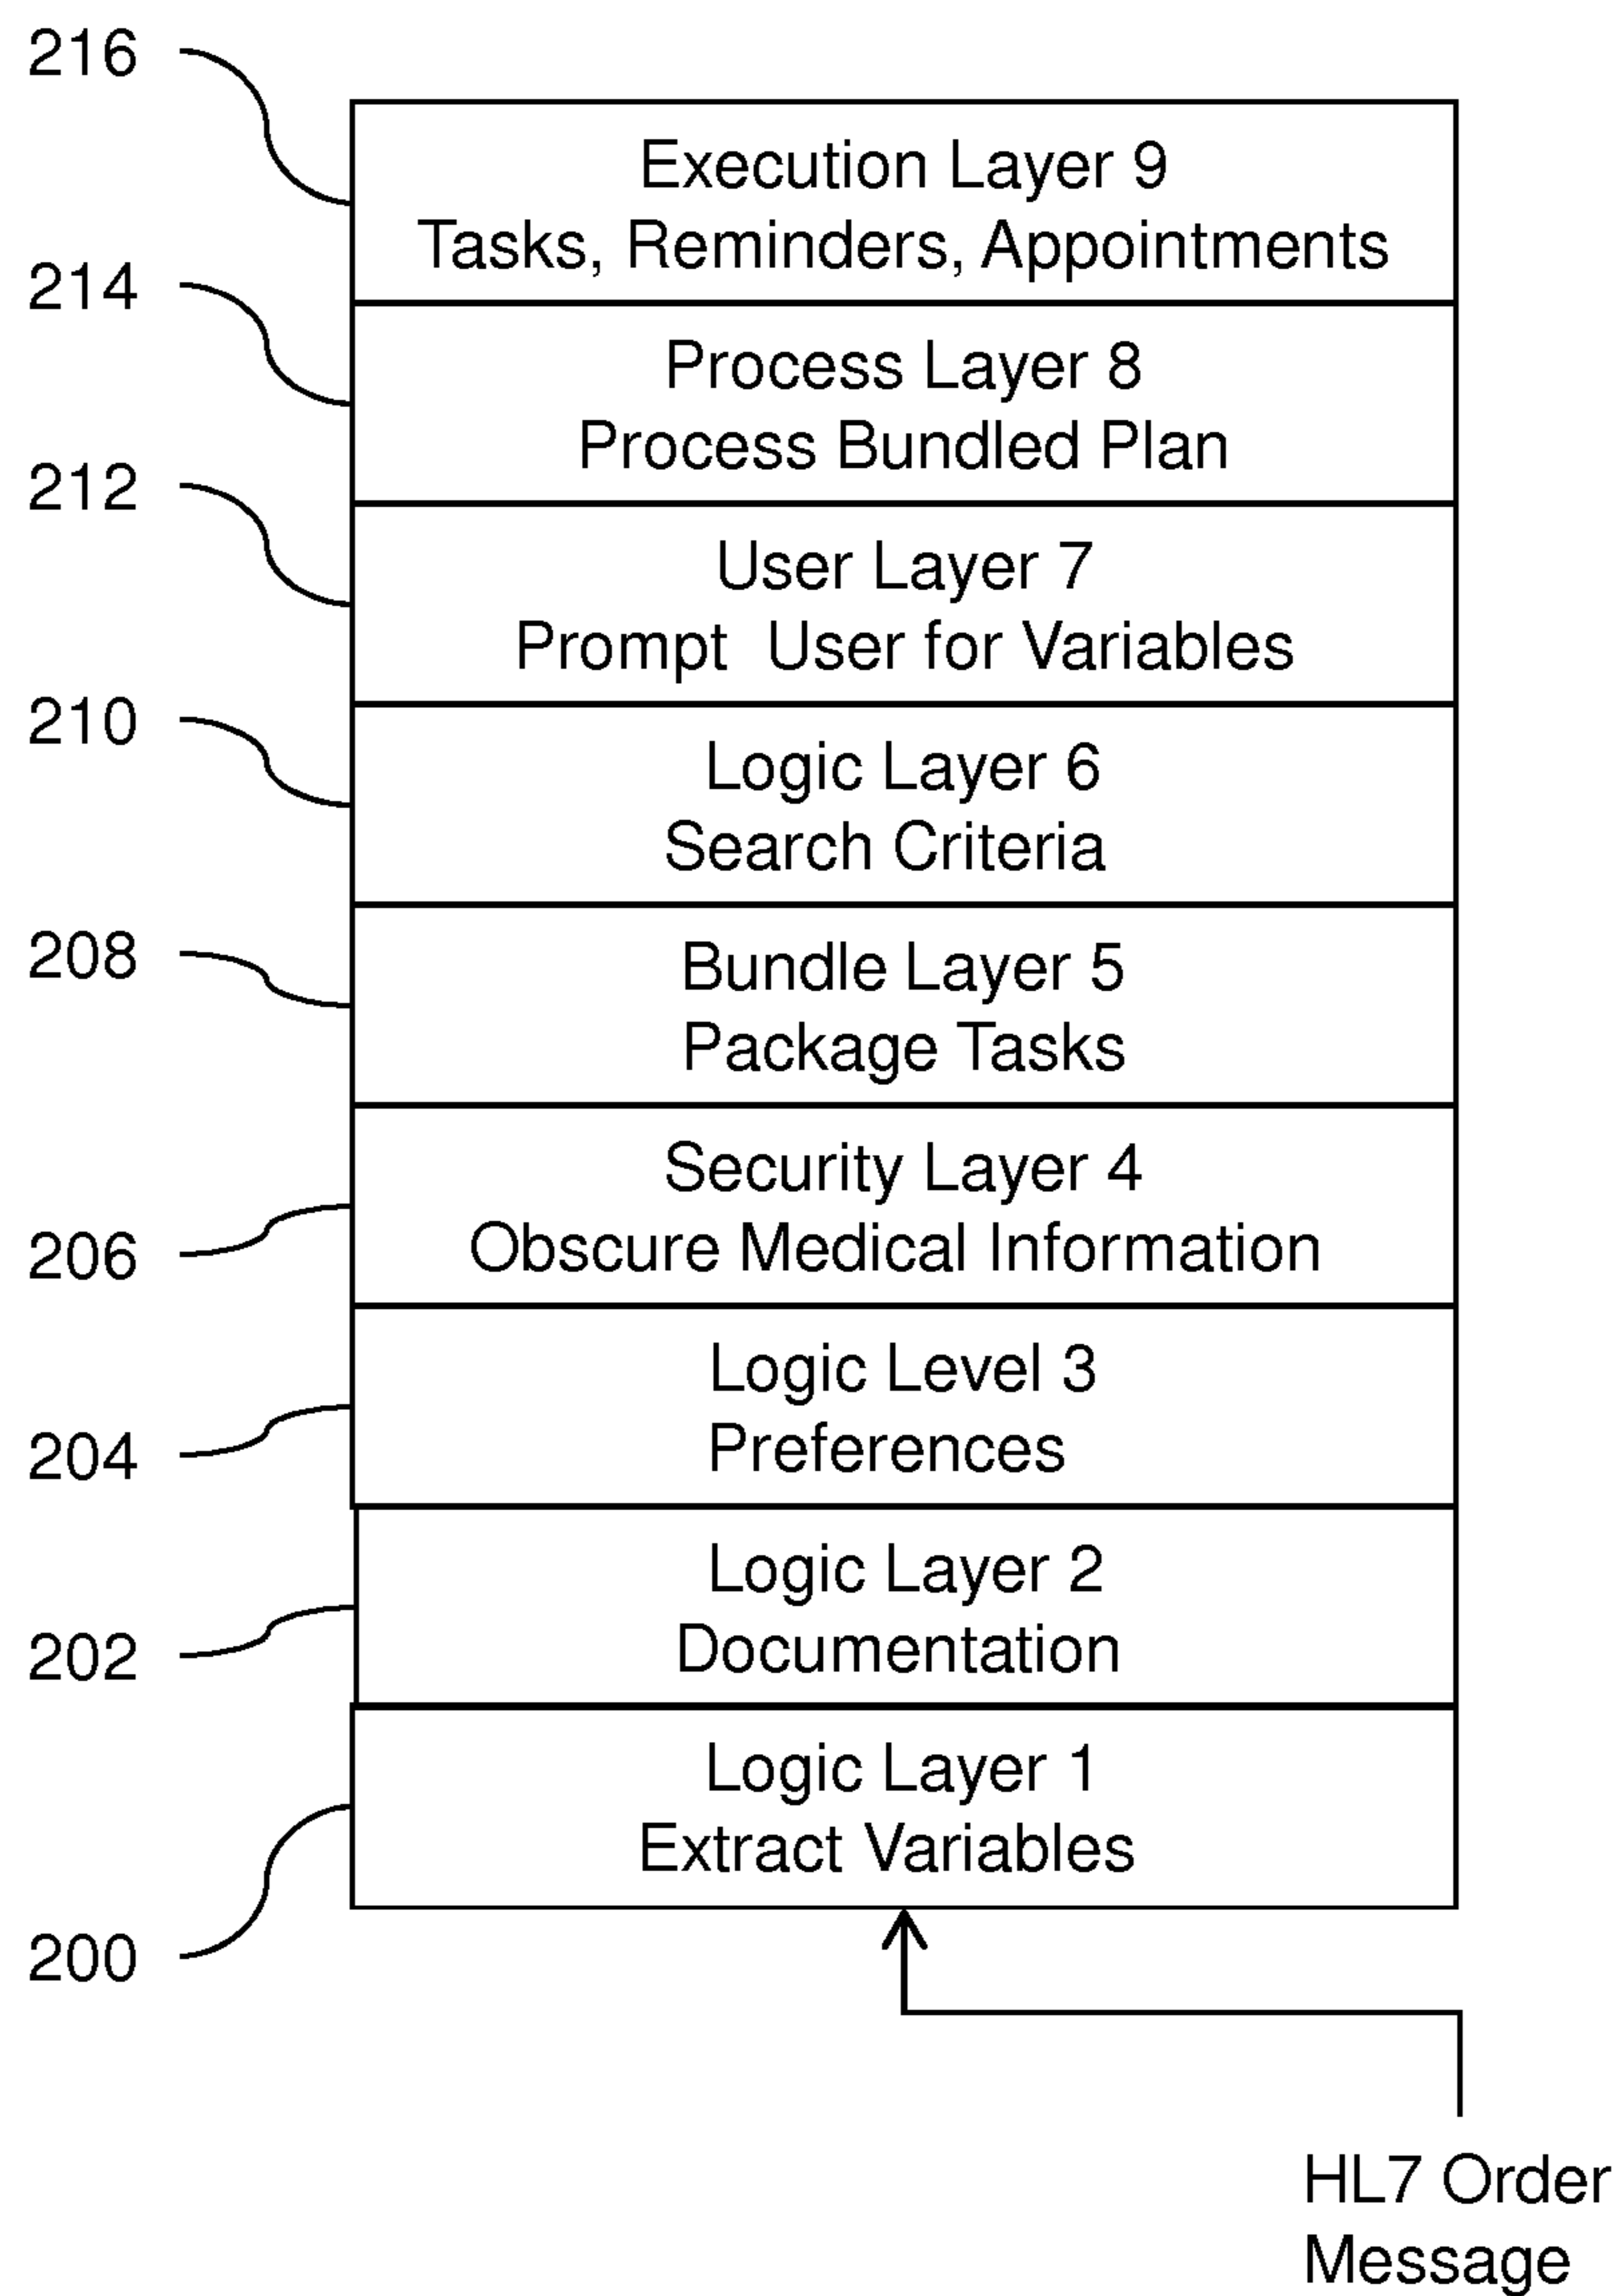 216
Execution Layer 9
Tasks, Reminders, Appointments
214
Process Layer 8
Process Bundled Plan
212
User Layer 7
Prompt  User for Variables
210
Logic Layer 6
Search Criteria
208
Bundle Layer 5
Package Tasks
Security Layer 4
Obscure Medical Information
206
Logic Level 3
Preferences
204
Logic Layer 2
Documentation
202
Logic Layer 1
Extract Variables
200
HL7 Order
Message